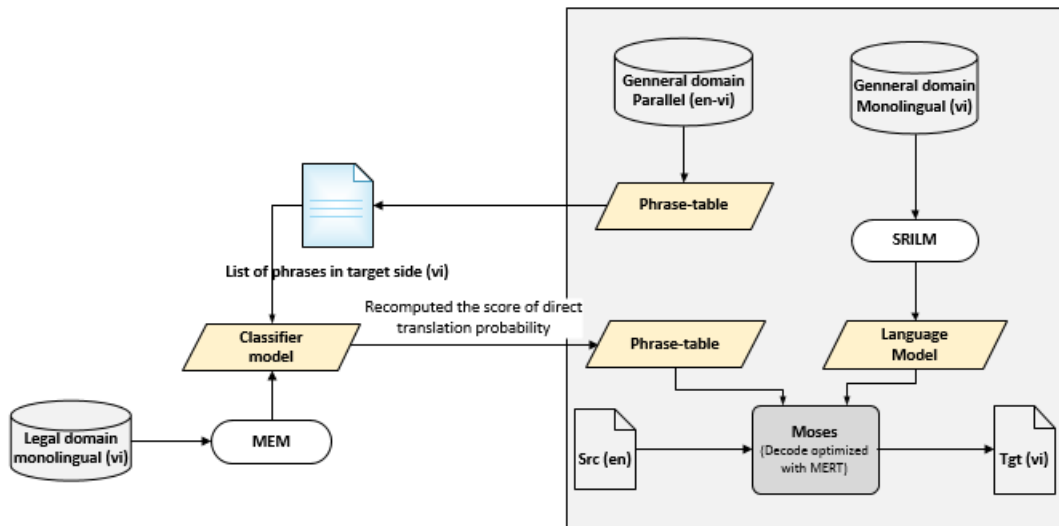 Genneral domain
Parallel (en-vi)
Genneral domain
Monolingual (vi)
Phrase-table
SRILM
List of phrases in target side (vi)
Recomputed the score of direct
translation probability
Classifier
model
Phrase-table
Language
Model
Legal domain
monolingual (vi)
MEM
Src (en)
Moses
(Decode optimized
with MERT)
Tgt (vi)